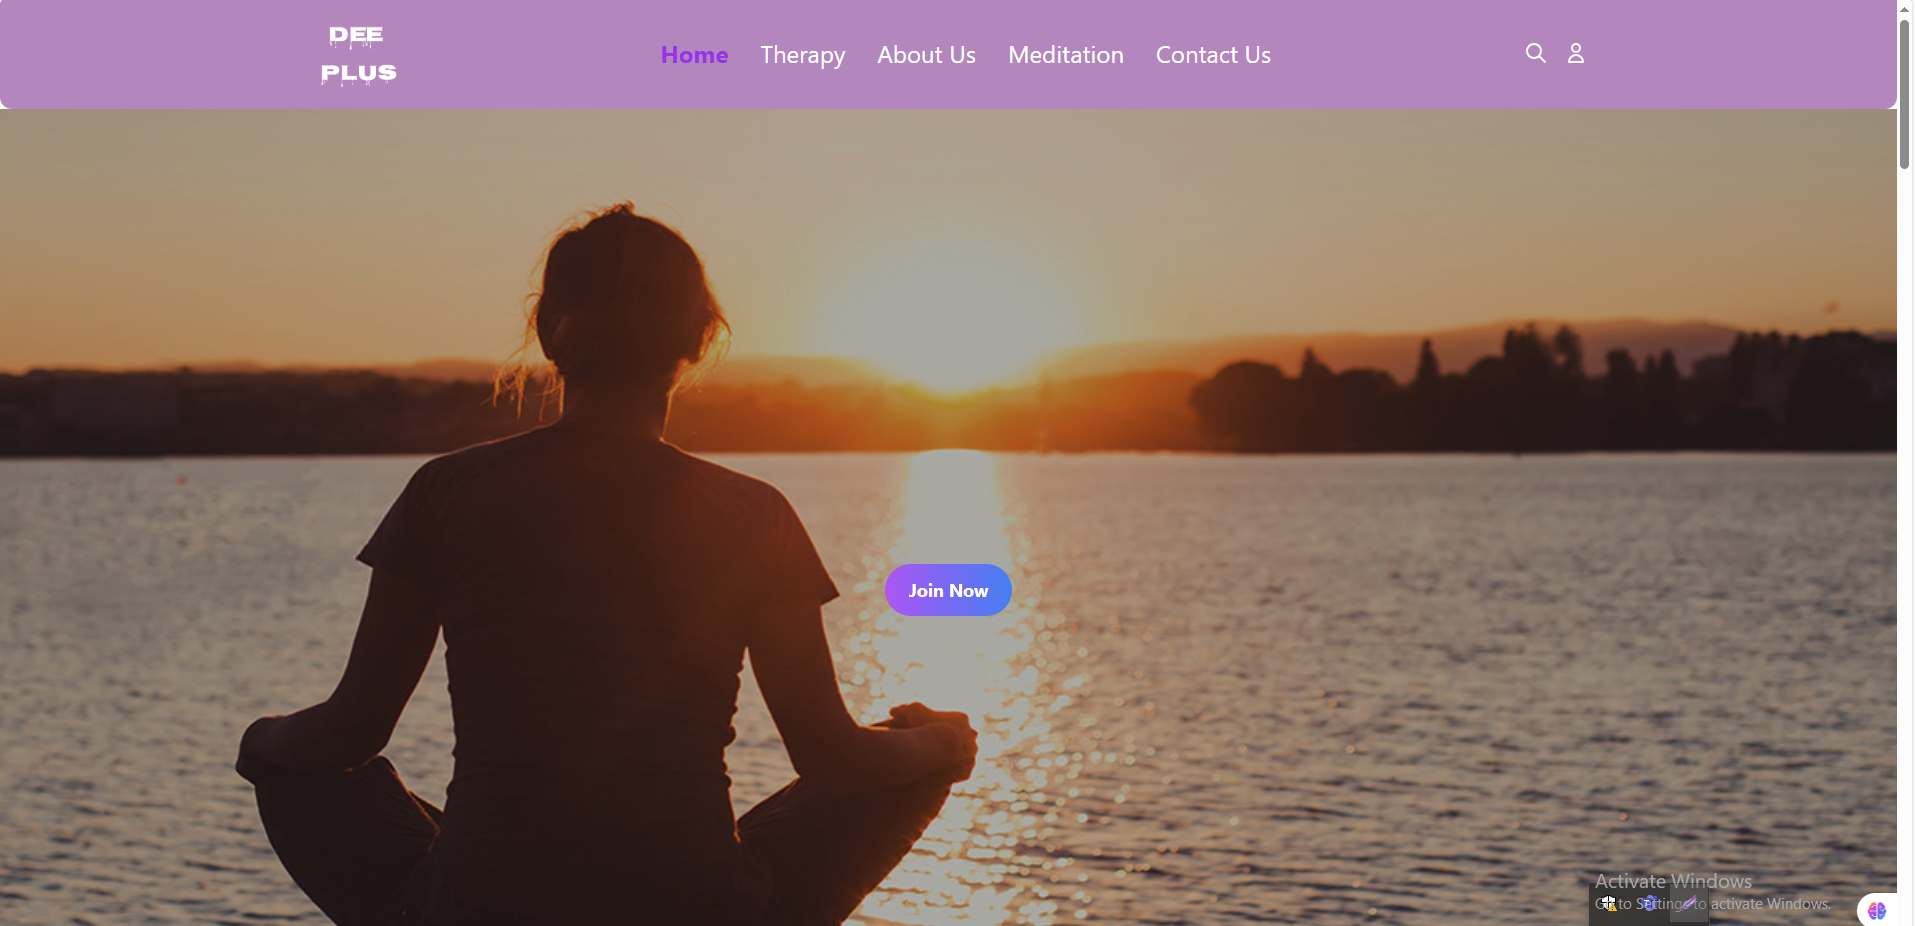 DEE
PLUS
Home Therapy About Us Meditation Contact Us
Join Now
Activate Windows
Go to Settings to activate Windows.